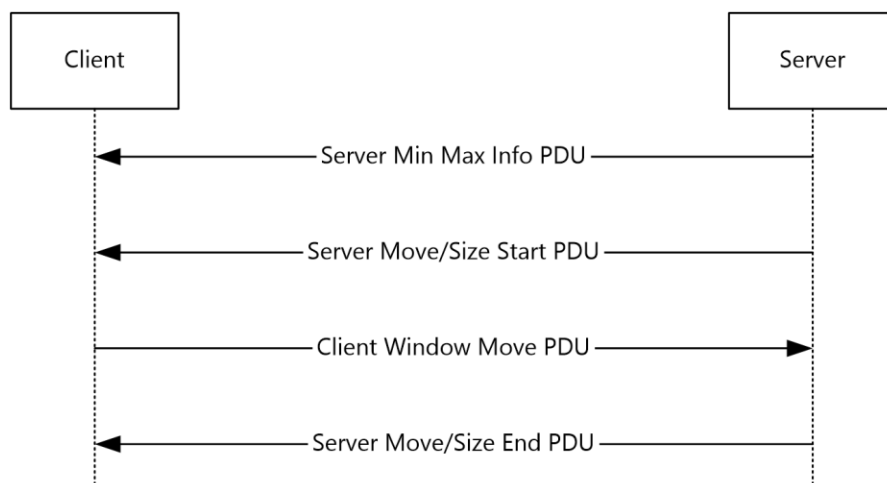 Client
Server
Server Min Max Info PDU
Server Move/Size Start PDU
Client Window Move PDU
Server Move/Size End PDU